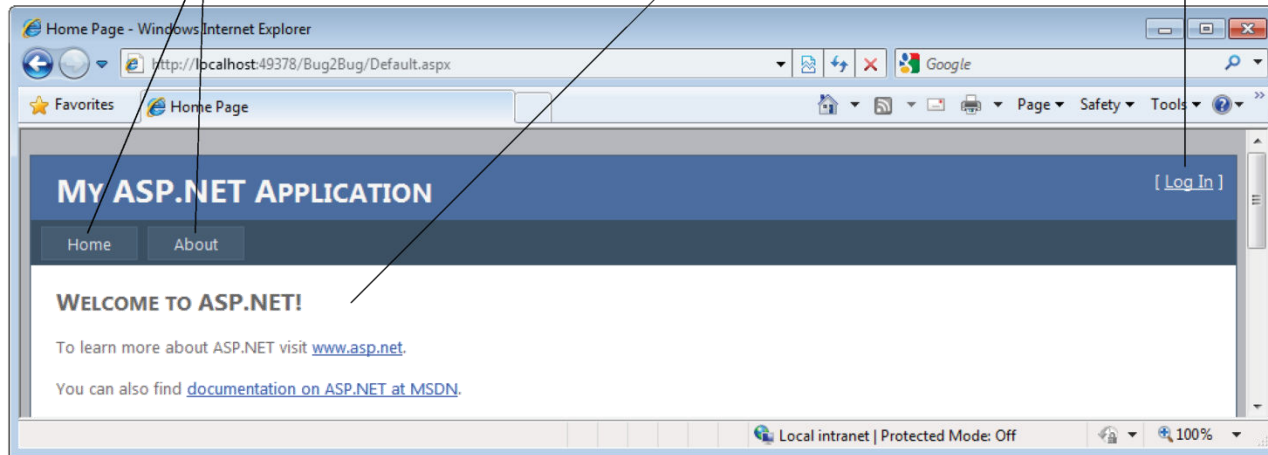 Home Page - Windows Internet Explorer
http://localhost:49378/Bug2Bug/Default.aspx
Google
Favorites
Home Page
Page
Safety
Tools
MY ASP.NET APPLICATION
[ Log In ]
Home
About
WELCOME TO ASP.NET!
To learn more about ASP.NET visit www.asp.net.
You can also find documentation on ASP.NET at MSDN.
Local intranet | Protected Mode: Off
100%